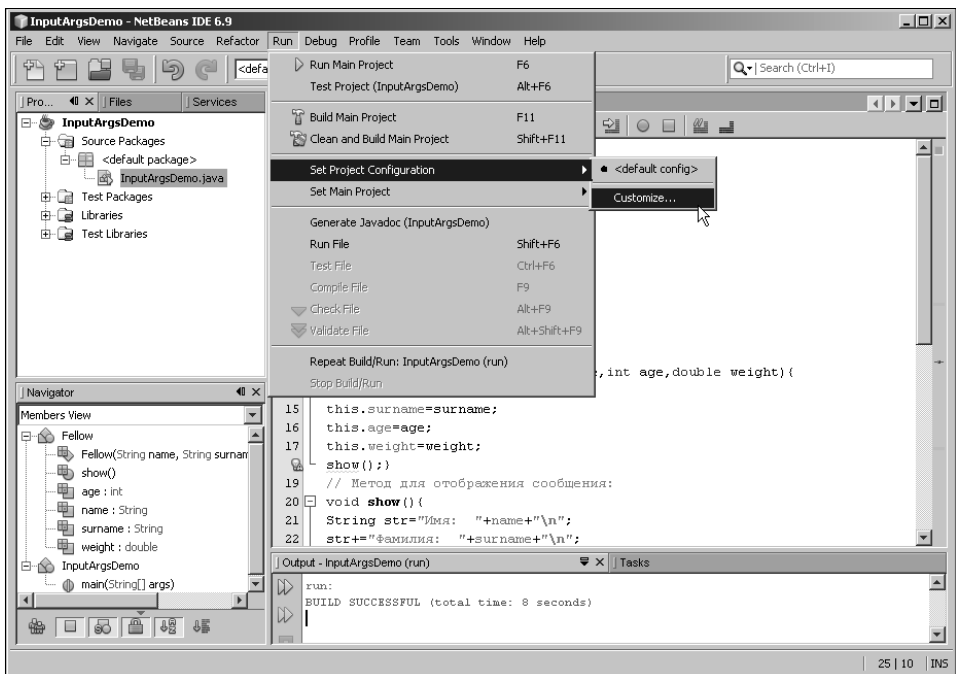 InputArgsDemo - NetBeans IDE 6.9
File Edit View Navigate Source Refactor Run Debug Profile Team Tools Window Help
<defa
Search (Ctrl+I)
Run Main Project F6
Test Project (InputArgsDemo) Alt+F6
Build Main Project F11
Clean and Build Main Project Shift+F11
Set Project Configuration
Set Main Project
Generate Javadoc (InputArgsDemo)
Run File Shift+F6
Test File Ctrl+F6
Compile File F9
Check File Alt+F9
Validate File Alt+Shift+F9
Repeat Build/Run: InputArgsDemo (run)
Stop Build/Run
<default config>
Customize...
Pro... Files Services
InputArgsDemo
Source Packages
<default package>
InputArgsDemo.java
Test Packages
Libraries
Test Libraries
Navigator
Members View
Fellow
Fellow(String name, String surnam
show()
age : int
name : String
surname : String
weight : double
InputArgsDemo
main(String[] args)
,int age,double weight){
15 this.surname=surname;
16 this.age=age;
17 this.weight=weight;
show();}
19 // Метод для отображения сообщения:
20 void show(){
21 String str="Имя: "+name+"\n";
22 str+="Фамилия: "+surname+"\n";
Output - InputArgsDemo (run) Tasks
run:
BUILD SUCCESSFUL (total time: 8 seconds)
25 | 10 INS